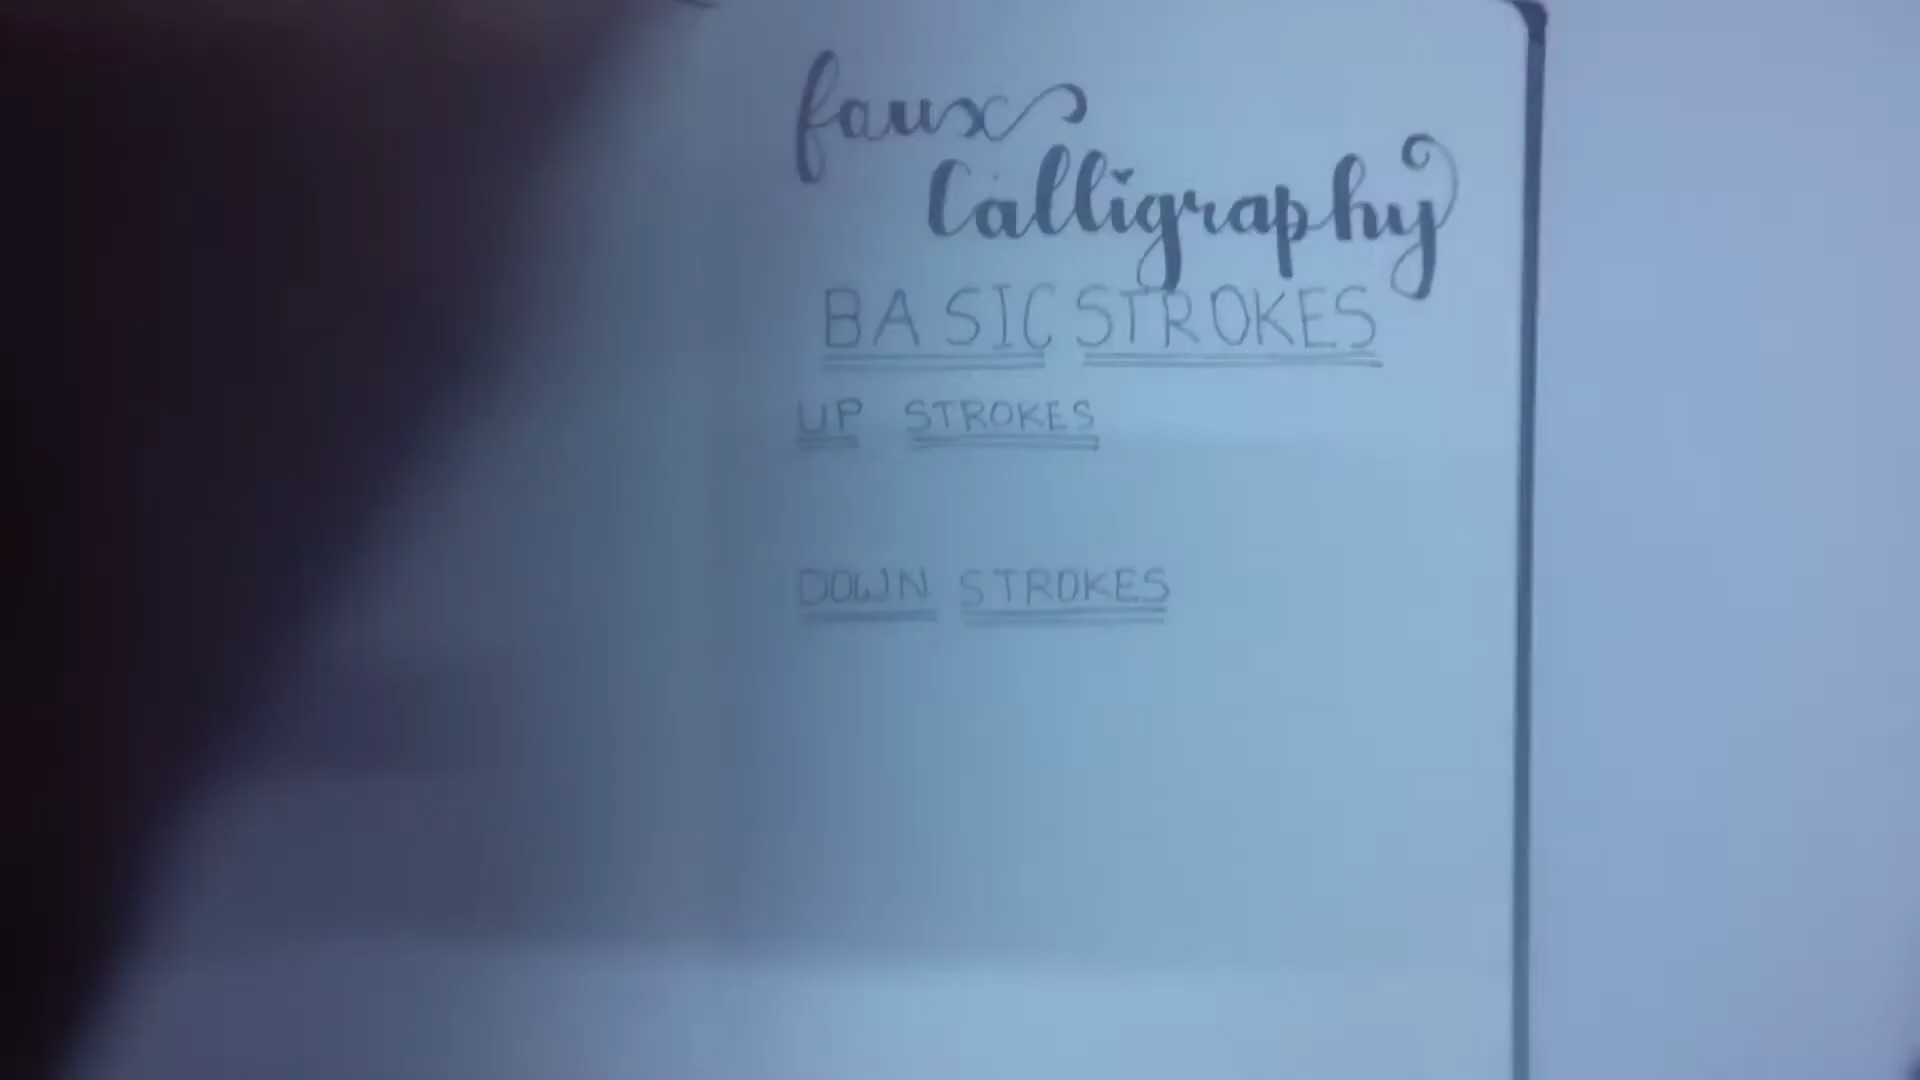 faux
Calligraphy
BASIC STROKES
UP STROKES
DOWN STROKES